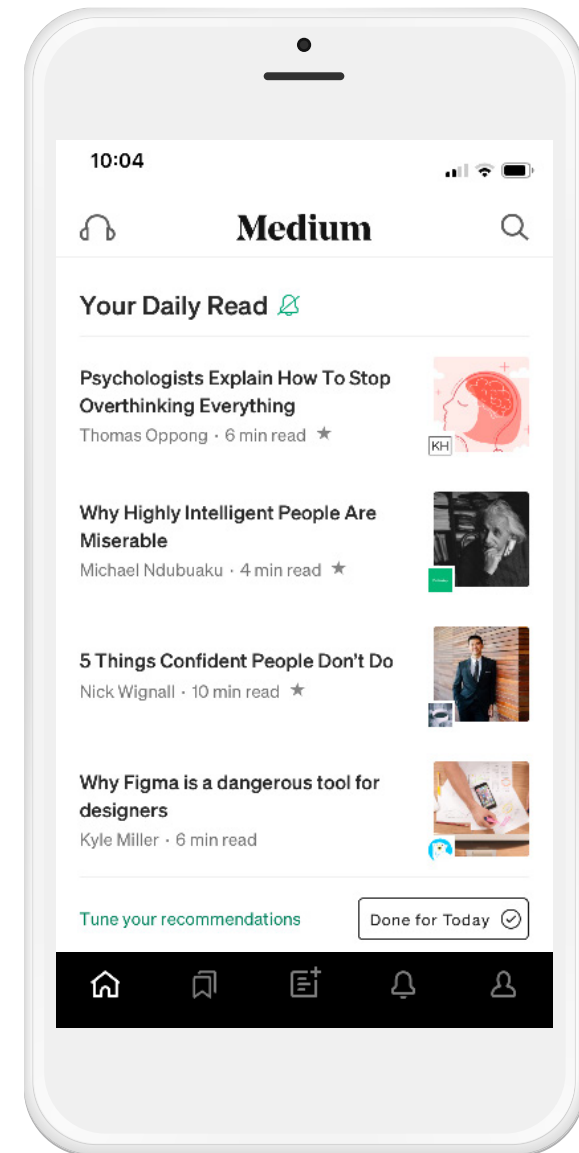 10:04
Medium
Your Daily Read
Psychologists Explain How To Stop
Overthinking Everything
Thomas Oppong · 6 min read ★
KH
Why Highly Intelligent People Are
Miserable
Michael Ndubuaku · 4 min read ★
5 Things Confident People Don't Do
Nick Wignall · 10 min read ★
Why Figma is a dangerous tool for
designers
Kyle Miller · 6 min read
Tune your recommendations
Done for Today